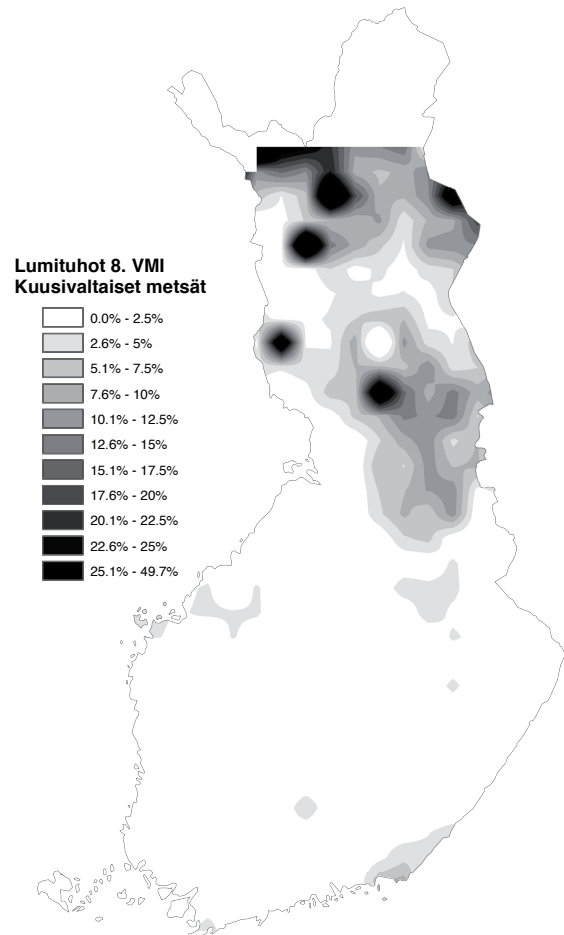 Lumituhot 8. VMI
Kuusivaltaiset metsät
0.0% - 2.5%
2.6% - 5%
5.1% - 7.5%
7.6% - 10%
10.1% - 12.5%
12.6% - 15%
15.1% - 17.5%
17.6% - 20%
20.1% - 22.5%
22.6% - 25%
25.1% - 49.7%